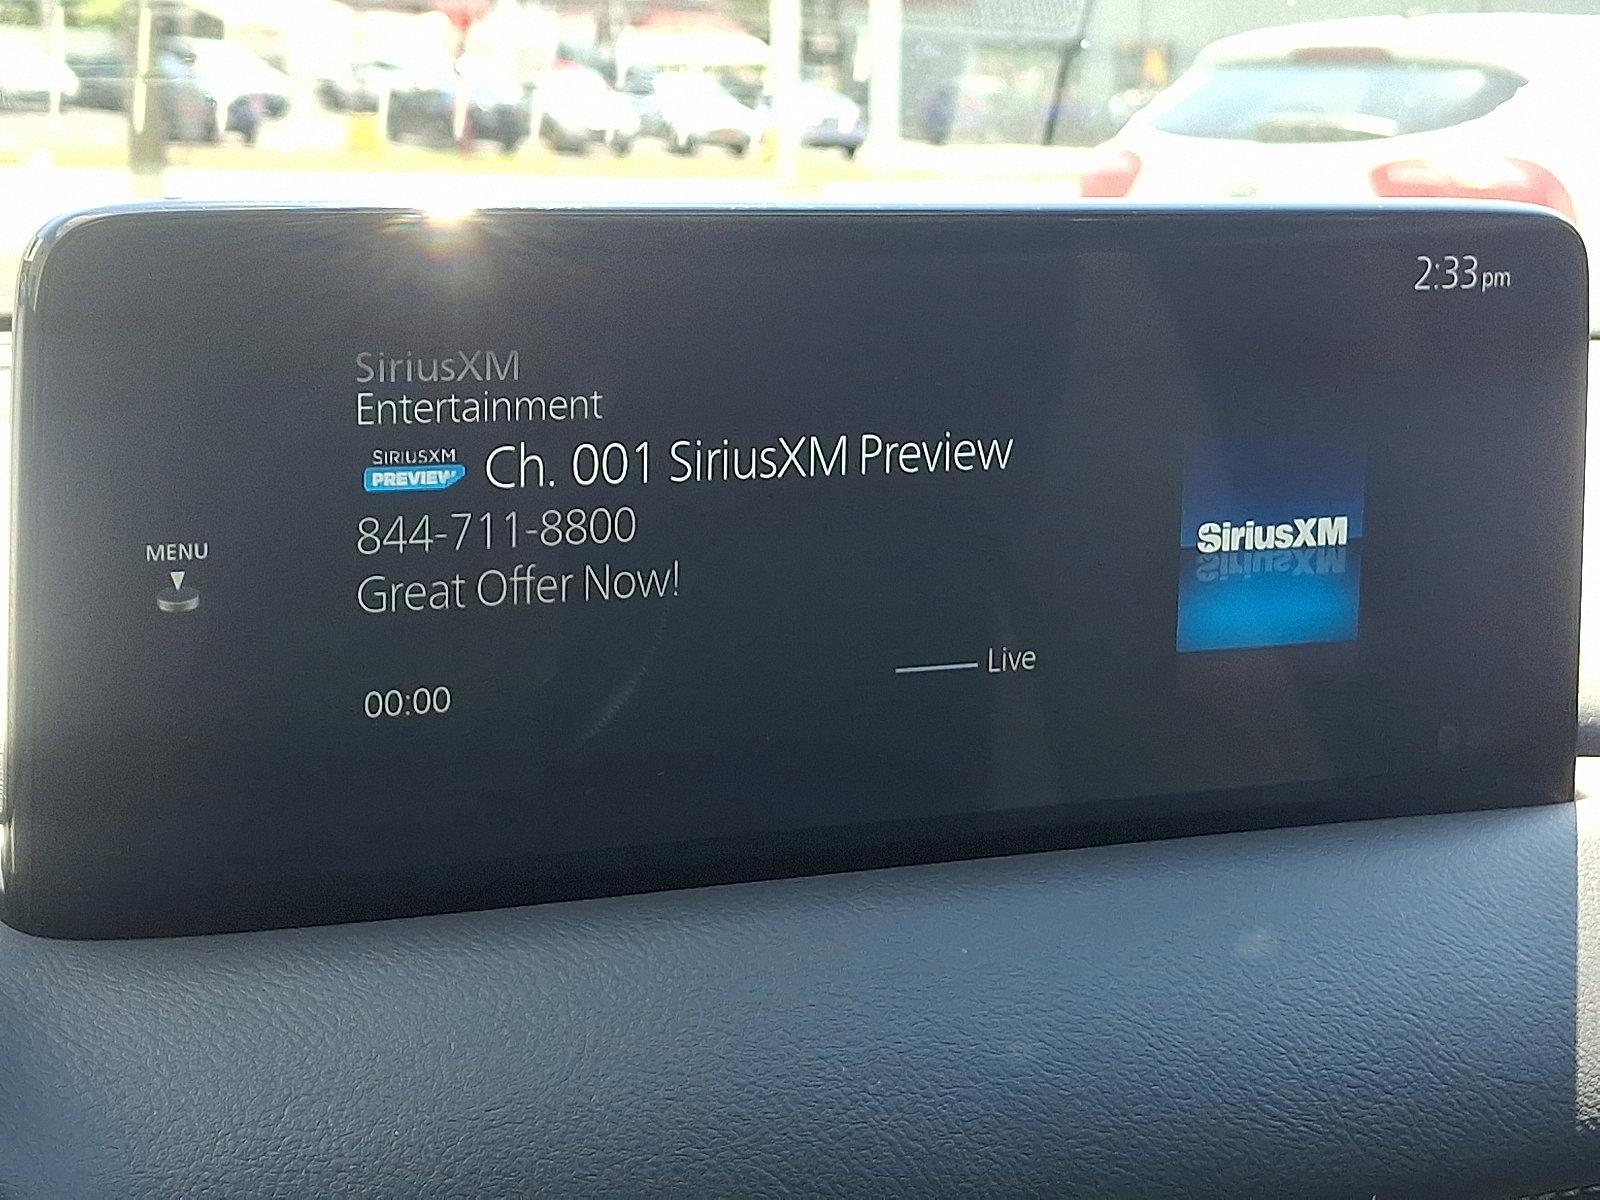 2:33pm
SiriusXM
Entertainment
SIRIUSXM
PREVIEW
Ch. 001 SiriusXM Preview
844-711-8800
Great Offer Now!
MENU
SiriusXM
Live
00:00